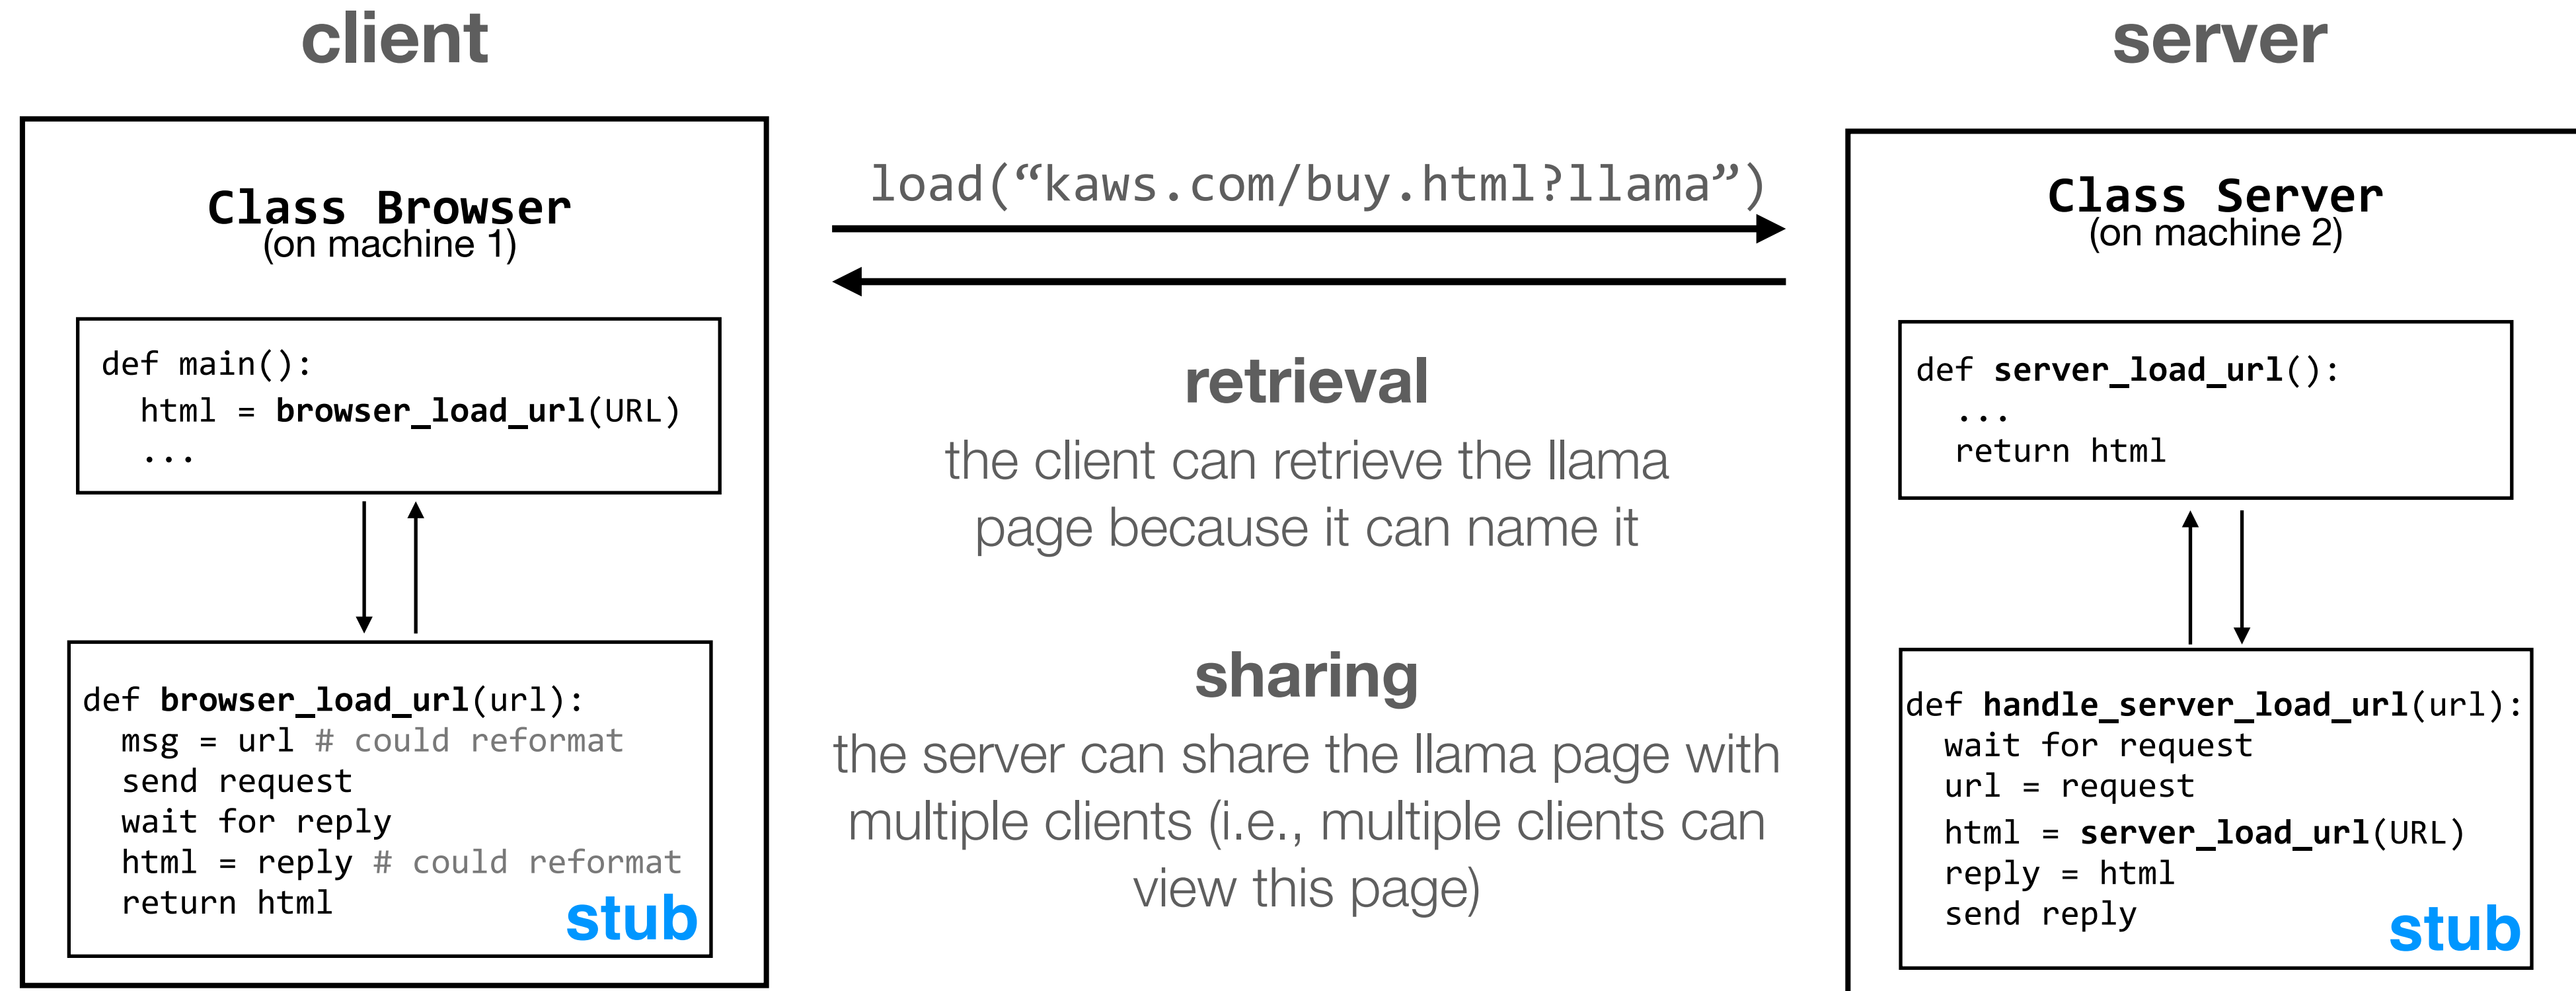 client
Class Browser
(on machine 1)
def main():
  html = browser_load_url(URL)
  ...
def browser_load_url(url):
  msg = url # could reformat
  send request
  wait for reply
  html = reply # could reformat
  return html
stub
load(“kaws.com/buy.html?llama”)
retrieval
the client can retrieve the llama
page because it can name it
sharing
the server can share the llama page with
multiple clients (i.e., multiple clients can
view this page)
server
Class Server
(on machine 2)
def server_load_url():
  ...
  return html
def handle_server_load_url(url):
  wait for request
  url = request
  html = server_load_url(URL)
  reply = html
  send reply
stub